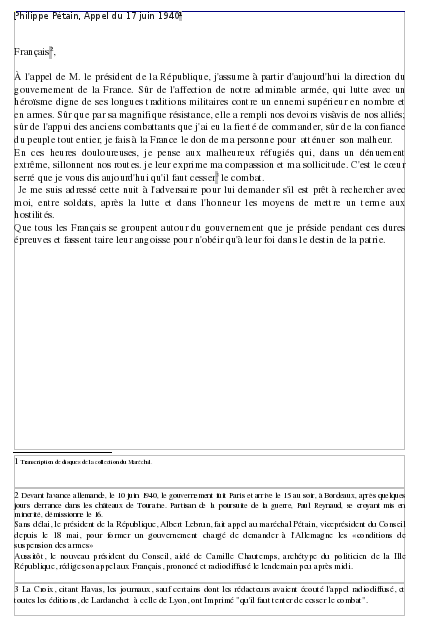 Philippe Pétain, Appel du 17 juin 1940¹
Français²,
À l'appel de M. le président de la République, j'assume à partir d'aujourd'hui la direction du
gouvernement de la France. Sûr de l'affection de notre admirable armée, qui lutte avec un
héroïsme digne de ses longues traditions militaires contre un ennemi supérieur en nombre et
en armes. Sûr que par sa magnifique résistance, elle a rempli nos devoirs visàvis de nos alliés;
sûr de l'appui des anciens combattants que j'ai eu la fierté de commander, sûr de la confiance
du peuple tout entier, je fais à la France le don de ma personne pour atténuer son malheur.
En ces heures douloureuses, je pense aux malheureux réfugiés qui, dans un dénuement
extrême, sillonnent nos routes. je leur exprime ma compassion et ma sollicitude. C'est le cœur
serré que je vous dis aujourd'hui qu'il faut cesser³ le combat.
Je me suis adressé cette nuit à l'adversaire pour lui demander s'il est prêt à rechercher avec
moi, entre soldats, après la lutte et dans l'honneur les moyens de mettre un terme aux
hostilités.
Que tous les Français se groupent autour du gouvernement que je préside pendant ces dures
épreuves et fassent taire leur angoisse pour n'obéir qu'à leur foi dans le destin de la patrie.
1 Transcription de disques de la collection du Maréchal.
2 Devant l'avance allemande, le 10 juin 1940, le gouvernement fuit Paris et arrive le 15 au soir, à Bordeaux, après quelques
jours d'errance dans les châteaux de Touraine. Partisan de la poursuite de la guerre, Paul Reynaud, se croyant mis en
minorité, démissionne le 16.
Sans délai, le président de la République, Albert Lebrun, fait appel au maréchal Pétain, viceprésident du Conseil
depuis le 18 mai, pour former un gouvernement chargé de demander à l'Allemagne les «conditions de
suspension des armes»
Aussitôt, le nouveau président du Conseil, aidé de Camille Chautemps, archétype du politicien de la IIIe
République, rédige son appel aux Français, prononcé et radiodiffusé le lendemain peu après midi.
3 La Croix, citant Havas, les journaux, sauf certains dont les rédacteurs avaient écouté l'appel radiodiffusé, et
toutes les éditions, de Lardanchet à celle de Lyon, ont Imprimé "qu'il faut tenter de cesser le combat".